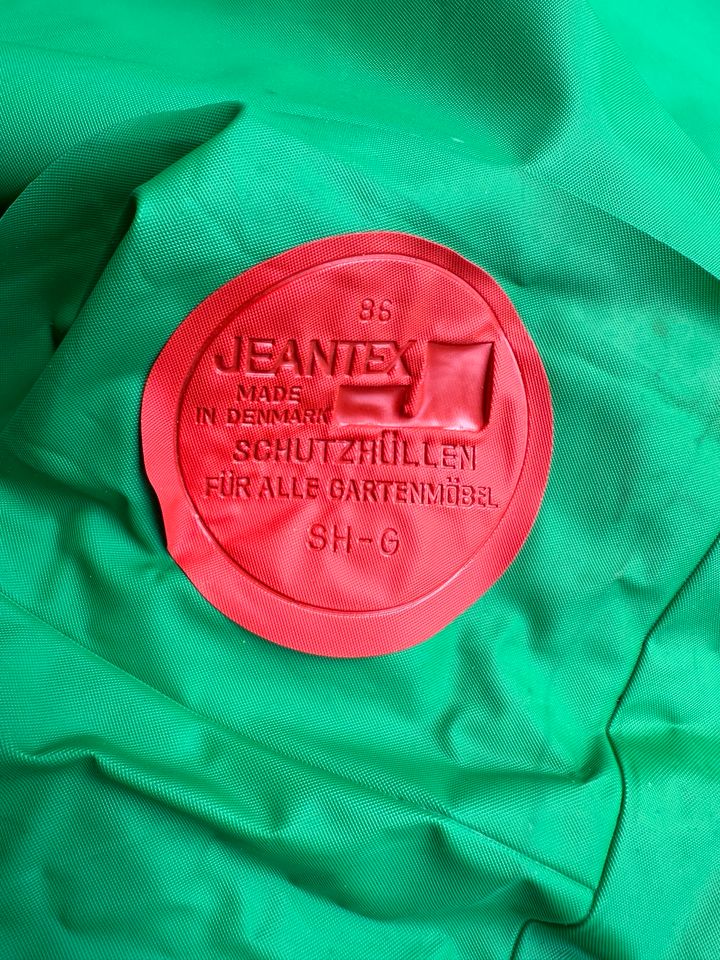 86
JEANTEX
MADE
IN DENMARK
SCHUTZHÜLLEN
FÜR ALLE GARTENMÖBEL
SH-G